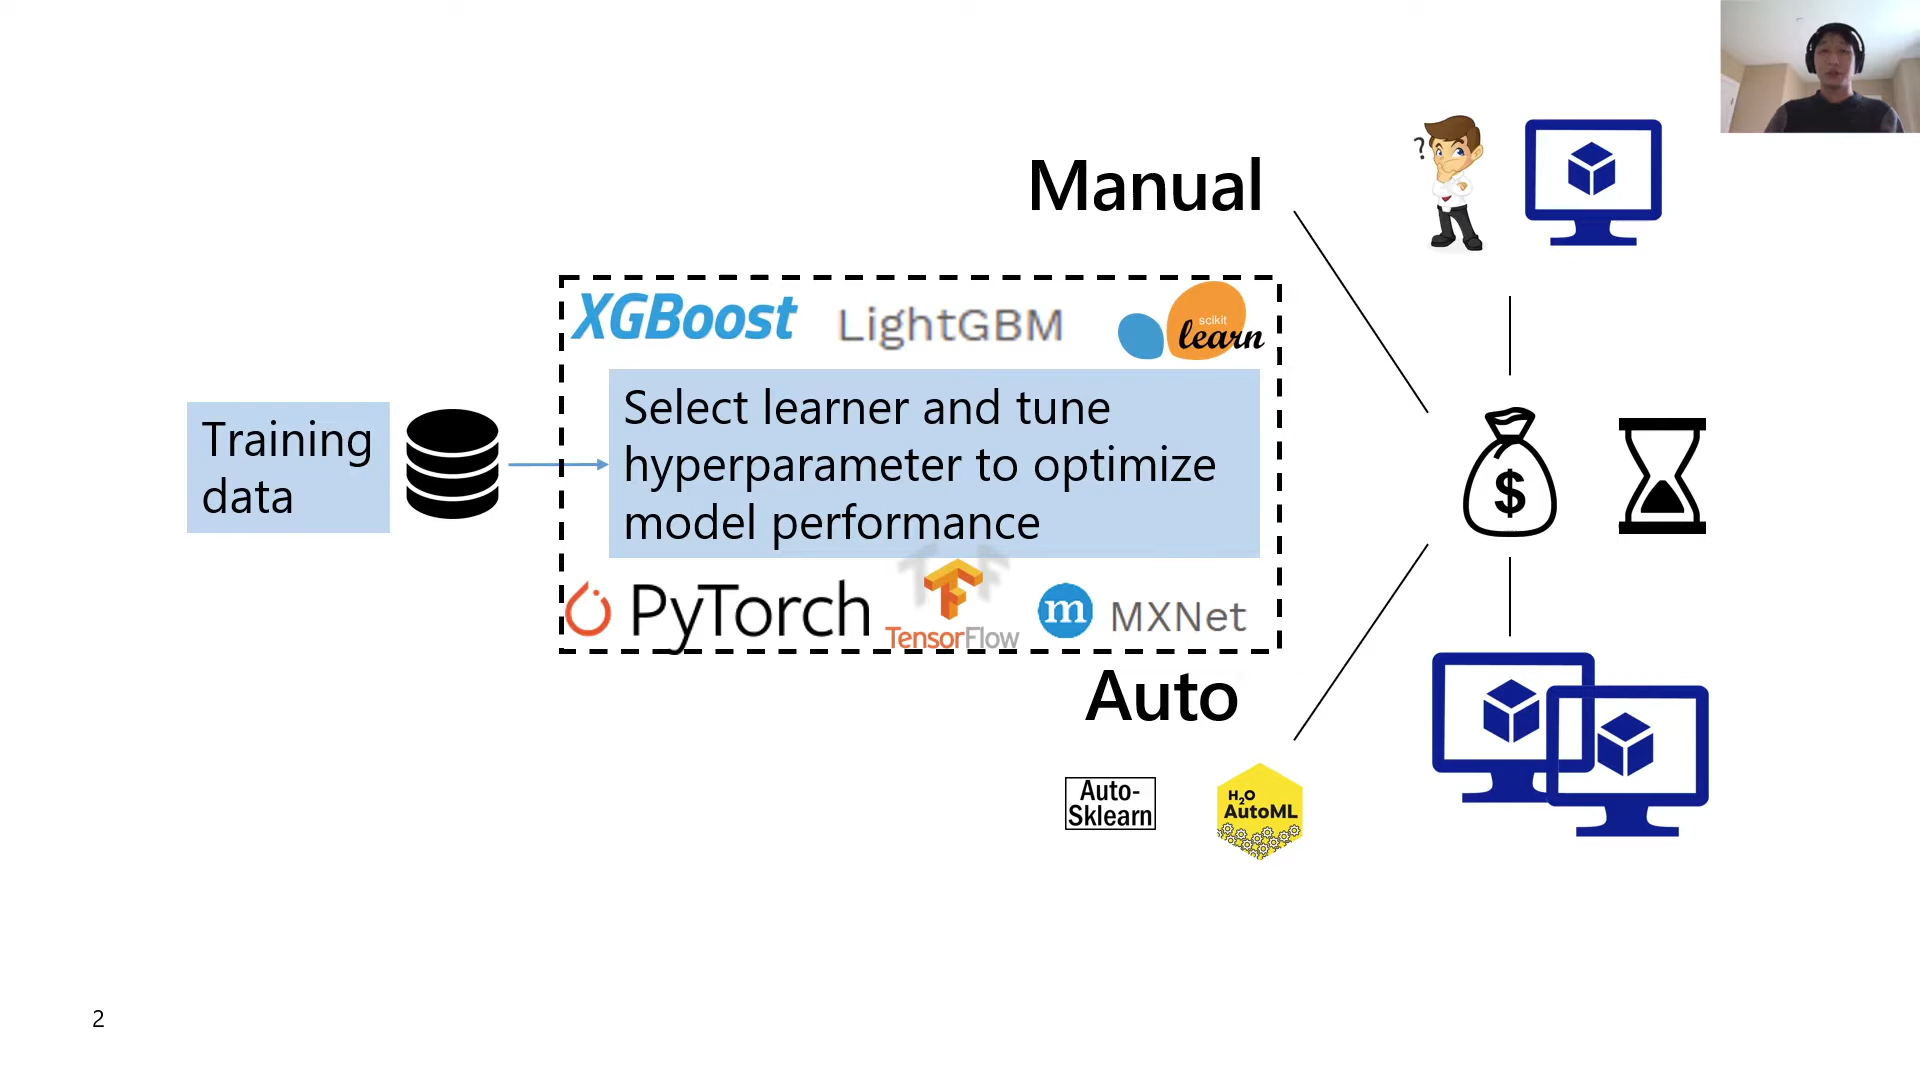 Manual
?
XGBoost
LightGBM
scikit
learn
Training
data
Select learner and tune
hyperparameter to optimize
model performance
$
PyTorch
TensorFlow
m MXNet
Auto
Auto-
Sklearn
H2O
AutoML
2